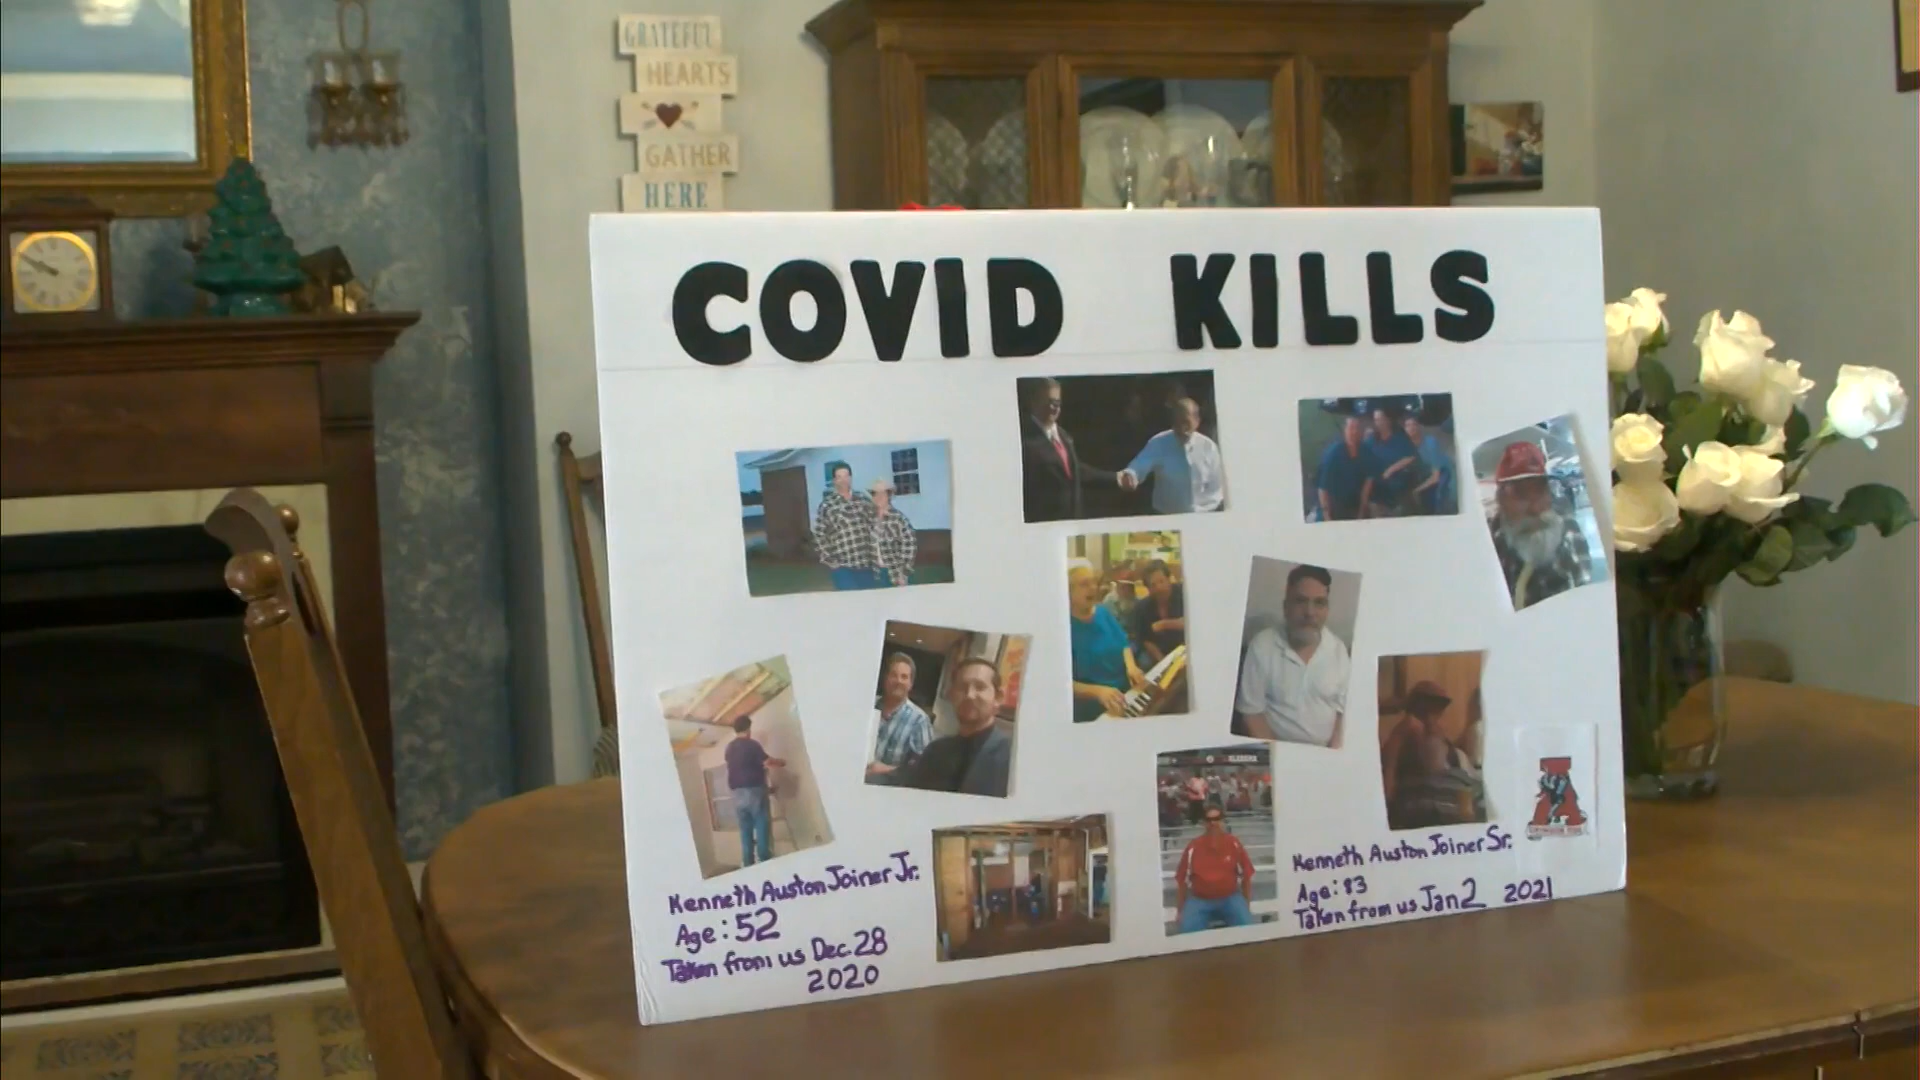 GRATEFUL
HEARTS
GATHER
HERE
COVID KILLS
Kenneth Auston Joiner Jr.
Age: 52
Taken from us Dec. 28
2020
Kenneth Auston Joiner Sr.
Age: 83
Taken from us Jan 2 2021
A